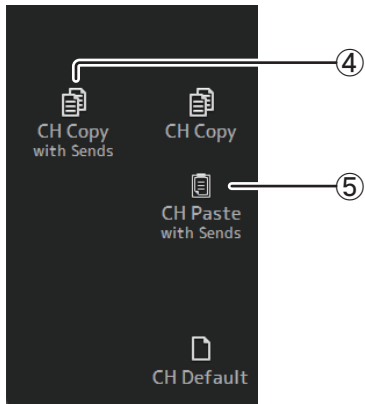 ④
CH Copy
with Sends
CH Copy
⑤
CH Paste
with Sends
CH Default